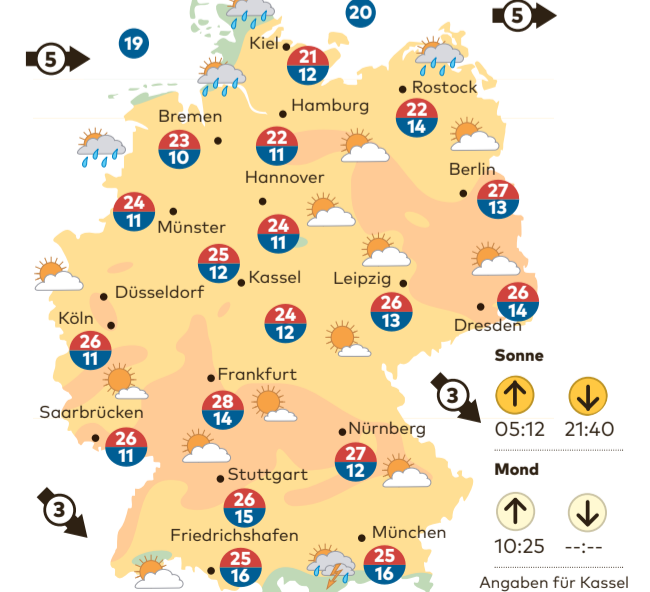 20
5
19
5
Kiel
21
12
Rostock
22
14
Hamburg
Bremen
23
10
22
11
Hannover
Berlin
27
13
24
11
Münster
24
11
25
12
Kassel
Leipzig
26
13
Düsseldorf
26
14
Dresden
Köln
26
11
24
12
Sonne
05:12 21:40
Frankfurt
28
14
3
Saarbrücken
26
11
Nürnberg
27
12
Mond
10:25 --:--
Angaben für Kassel
Stuttgart
26
15
3
Friedrichshafen
25
16
München
25
16